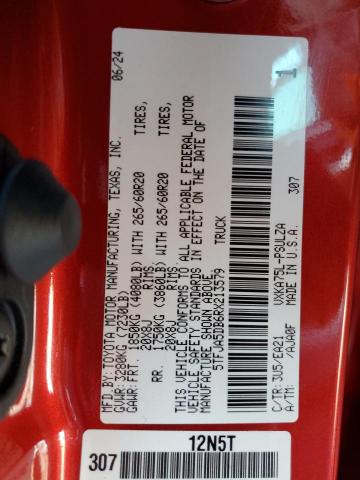 MFD. BY: TOYOTA MOTOR MANUFACTURING, TEXAS, INC. 06/24
GVWR: 3280KG (7230LB)
GAWR: FRT. 1850KG (4080LB) WITH 265/60R20 TIRES,
20X8J RIMS
RR. 1750KG (3860LB) WITH 265/60R20 TIRES,
20X8J RIMS
THIS VEHICLE CONFORMS TO ALL APPLICABLE FEDERAL MOTOR
VEHICLE SAFETY STANDARDS IN EFFECT ON THE DATE OF
MANUFACTURE SHOWN ABOVE.
5TFJA5DB6RX213579 TRUCK
1
307
C/TR: 3U5/EA21 UXKA75L-PSULZA
A/TM: /AJA0F MADE IN U.S.A.
307 12N5T